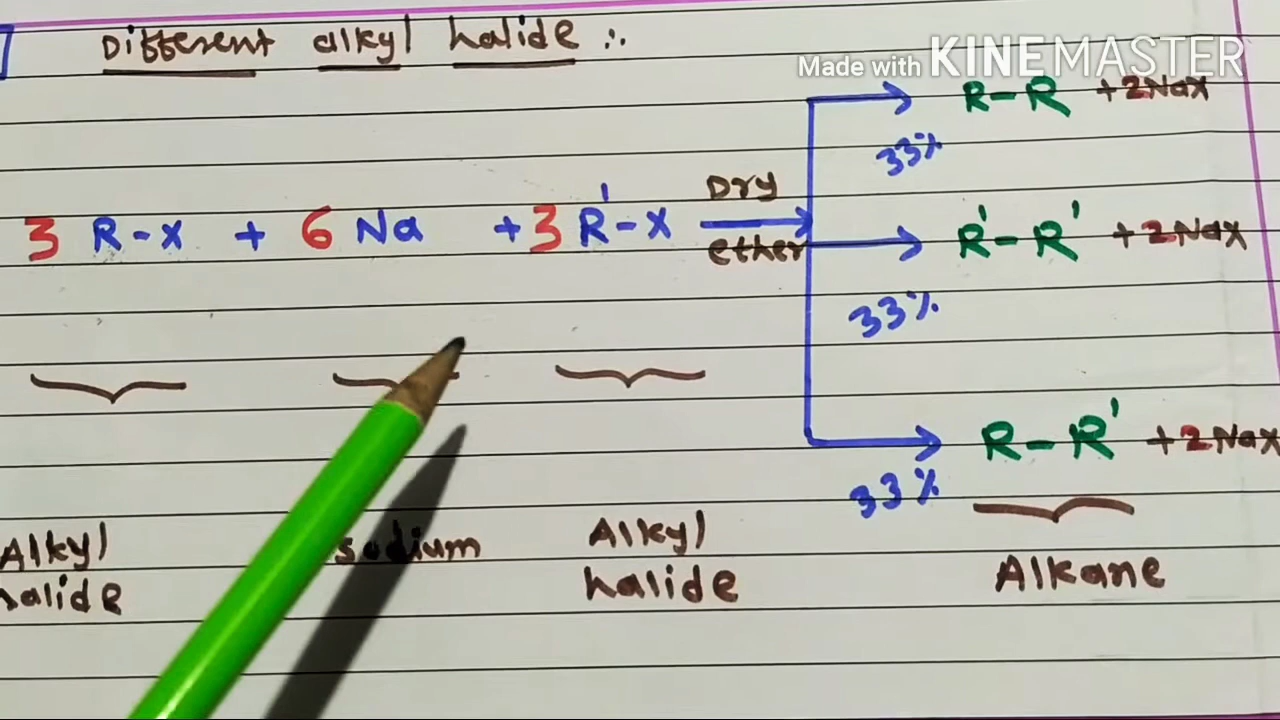 Different alkyl halide ∴
Made with KINEMASTER
R-R + 2Nax
33%
3 R-x + 6 Na + 3 R'-x
Dry
ether
R'-R' + 2Nax
33%
R-R' + 2Nax
33%
Alkyl
halide
sodium
Alkyl
halide
Alkane